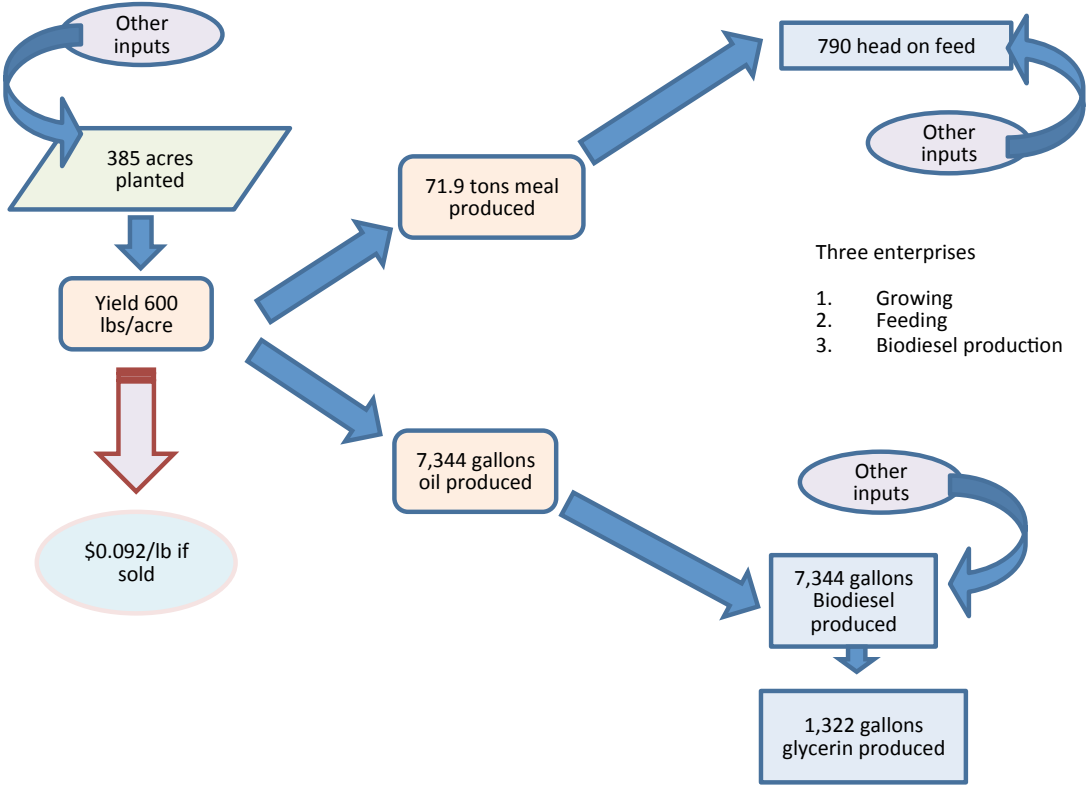 Other
inputs
790 head on feed
Other
inputs
385 acres
planted
71.9 tons meal
produced
Yield 600
lbs/acre
Three enterprises
1. Growing
2. Feeding
3. Biodiesel production
7,344 gallons
oil produced
Other
inputs
$0.092/lb if
sold
7,344 gallons
Biodiesel
produced
1,322 gallons
glycerin produced